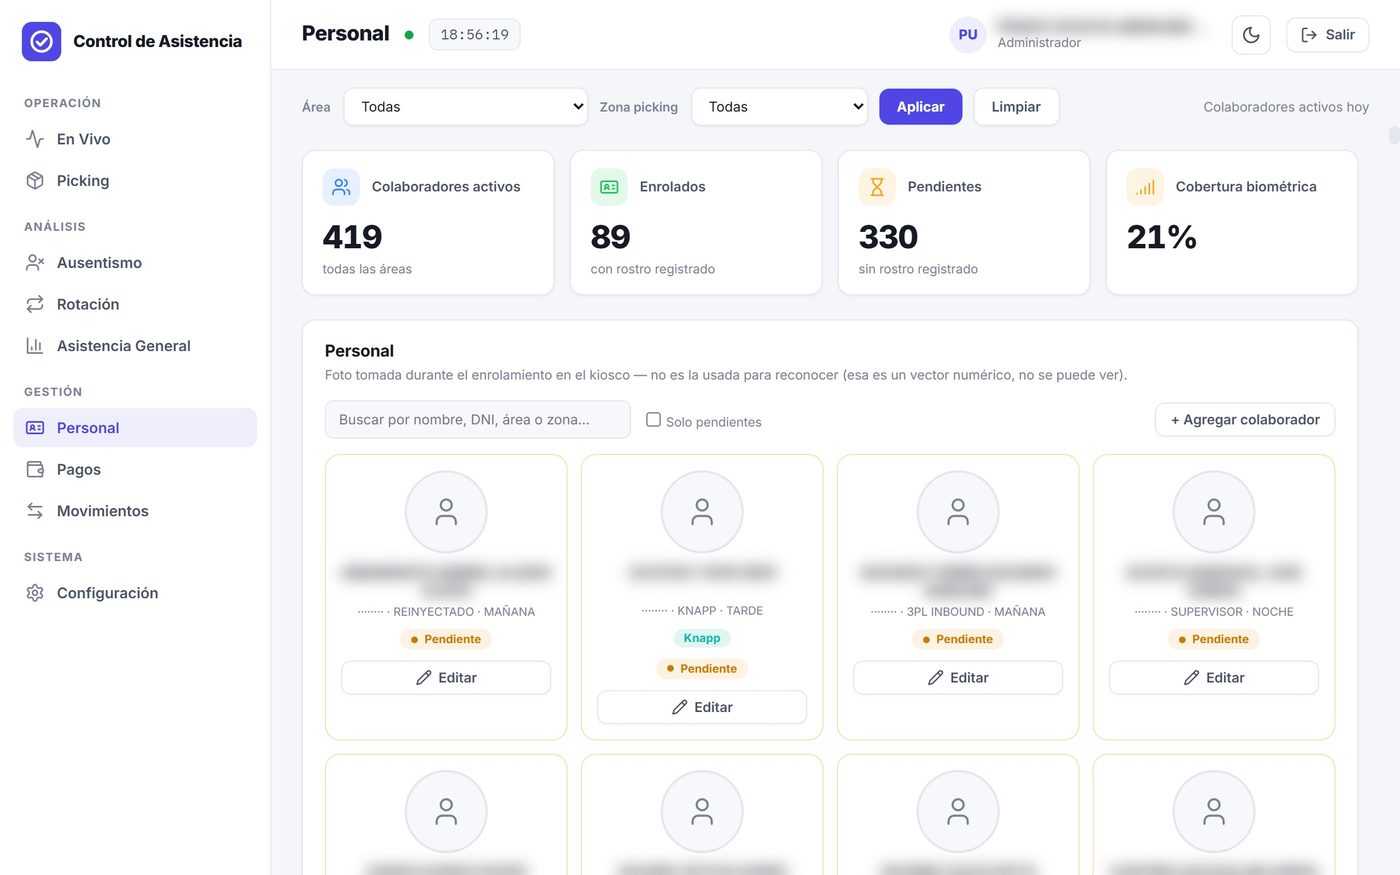 Control de Asistencia
OPERACIÓN
En Vivo
Picking
ANÁLISIS
Ausentismo
Rotación
Asistencia General
GESTIÓN
Personal
Pagos
Movimientos
SISTEMA
Configuración
Personal
18:56:19
PU
Administrador
Salir
Área
Todas
Zona picking
Todas
Aplicar
Limpiar
Colaboradores activos hoy
Colaboradores activos
419
todas las áreas
Enrolados
89
con rostro registrado
Pendientes
330
sin rostro registrado
Cobertura biométrica
21%
Personal
Foto tomada durante el enrolamiento en el kiosco — no es la usada para reconocer (esa es un vector numérico, no se puede ver).
Buscar por nombre, DNI, área o zona...
Solo pendientes
+ Agregar colaborador
········ · REINYECTADO · MAÑANA
Pendiente
Editar
········ · KNAPP · TARDE
Knapp
Pendiente
Editar
········ · 3PL INBOUND · MAÑANA
Pendiente
Editar
········ · SUPERVISOR · NOCHE
Pendiente
Editar